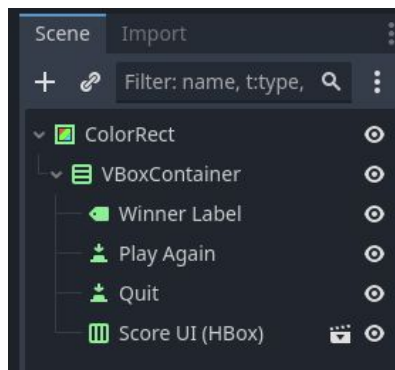 Scene Import
Filter: name, t:type,
ColorRect
VBoxContainer
Winner Label
Play Again
Quit
Score UI (HBox)